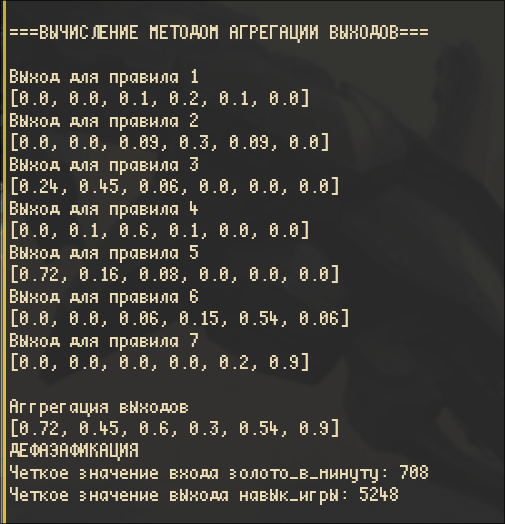 ===ВЫЧИСЛЕНИЕ МЕТОДОМ АГРЕГАЦИИ ВЫХОДОВ===
Выход для правила 1
[0.0, 0.0, 0.1, 0.2, 0.1, 0.0]
Выход для правила 2
[0.0, 0.0, 0.09, 0.3, 0.09, 0.0]
Выход для правила 3
[0.24, 0.45, 0.06, 0.0, 0.0, 0.0]
Выход для правила 4
[0.0, 0.1, 0.6, 0.1, 0.0, 0.0]
Выход для правила 5
[0.72, 0.16, 0.08, 0.0, 0.0, 0.0]
Выход для правила 6
[0.0, 0.0, 0.06, 0.15, 0.54, 0.06]
Выход для правила 7
[0.0, 0.0, 0.0, 0.0, 0.2, 0.9]
Аггрегация выходов
[0.72, 0.45, 0.6, 0.3, 0.54, 0.9]
ДЕФАЗАФИКАЦИЯ
Четкое значение входа золото_в_минуту: 708
Четкое значение выхода навык_игры: 5248